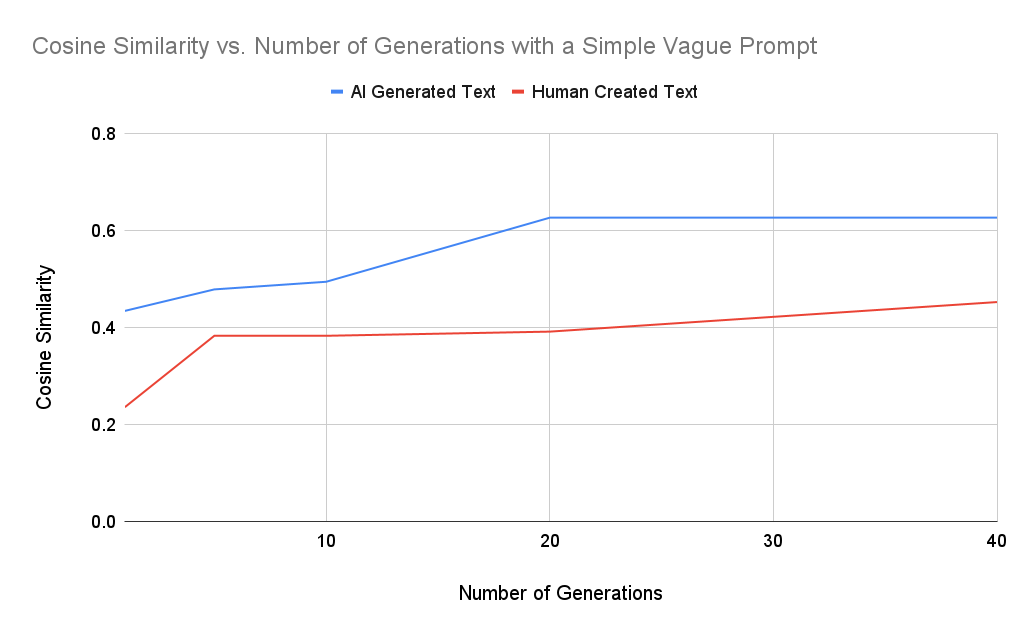 Cosine Similarity vs. Number of Generations with a Simple Vague Prompt
AI Generated Text Human Created Text
0.8
0.6
0.4
0.2
0.0
Cosine Similarity
10 20 30 40
Number of Generations